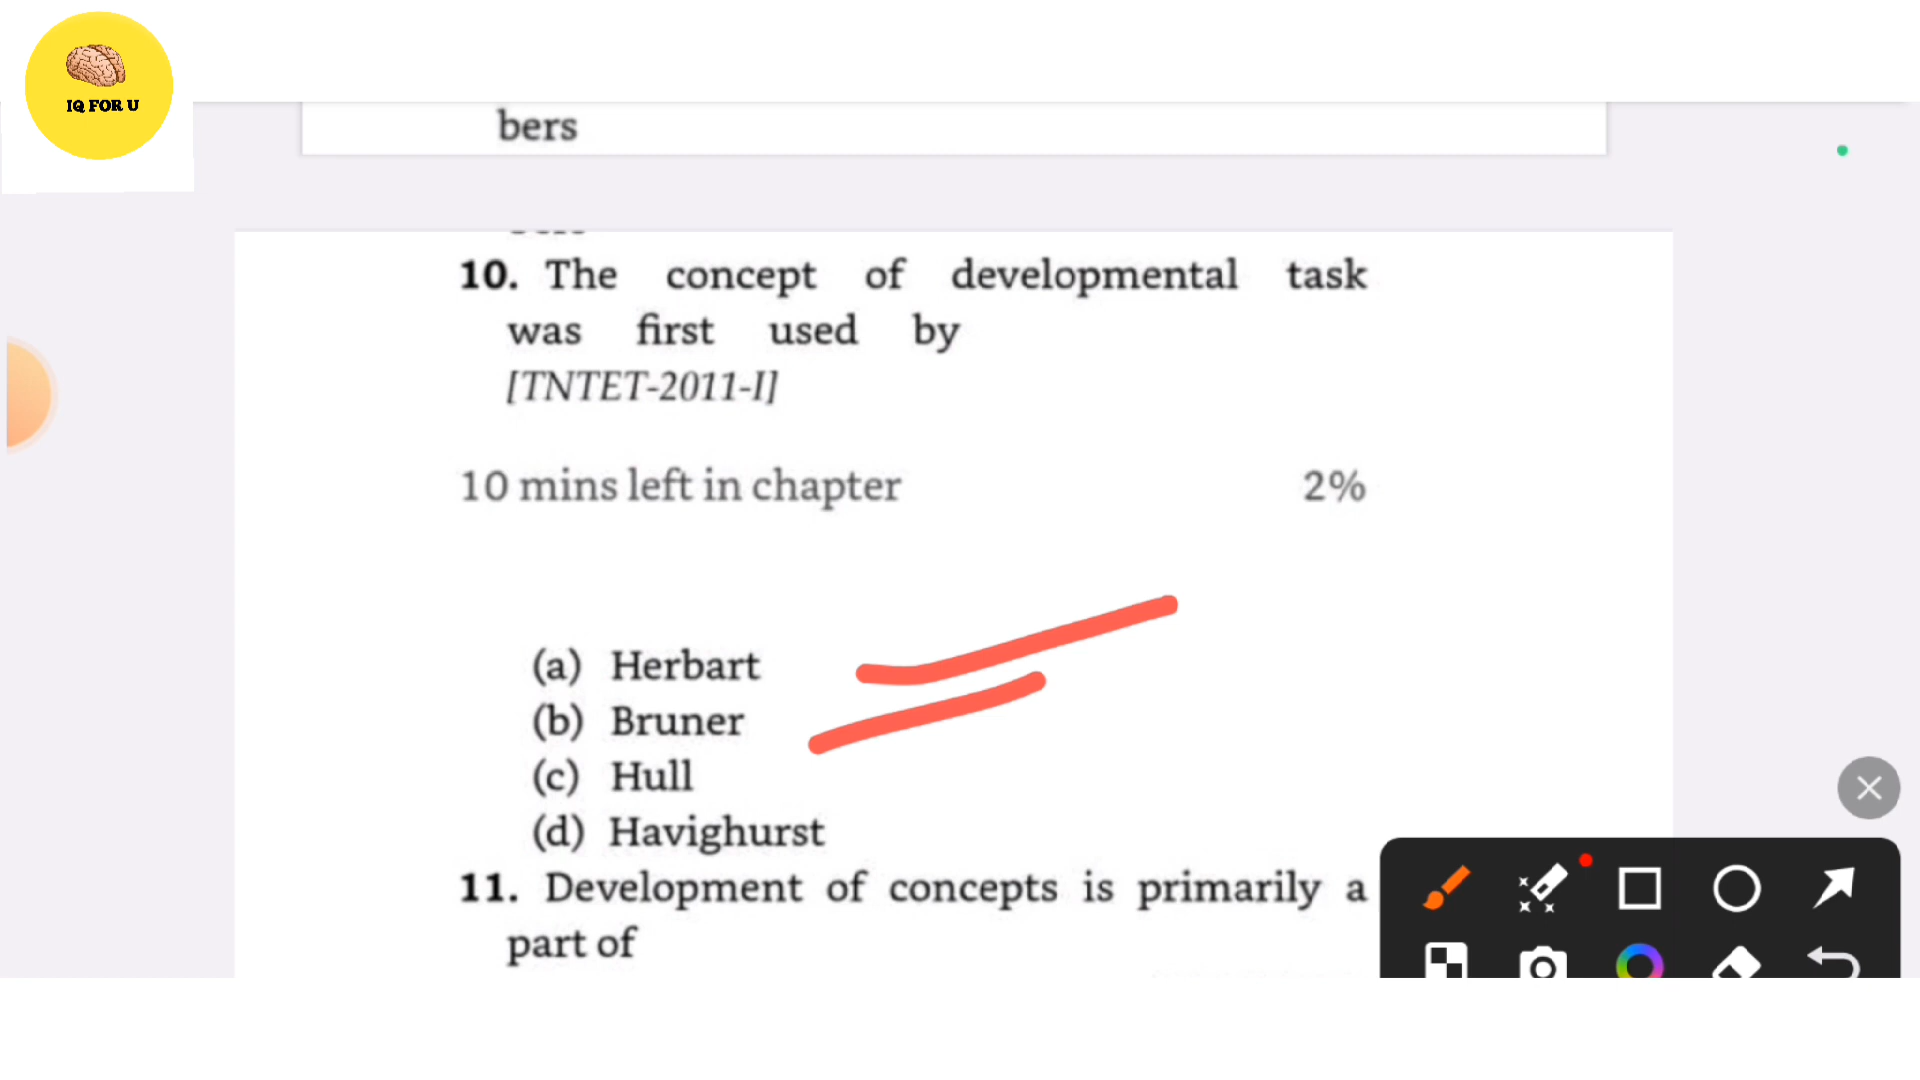 IQ FOR U
bers
10. The concept of developmental task
was first used by
[TNTET-2011-I]
10 mins left in chapter 2%
(a) Herbart
(b) Bruner
(c) Hull
(d) Havighurst
11. Development of concepts is primarily a
part of